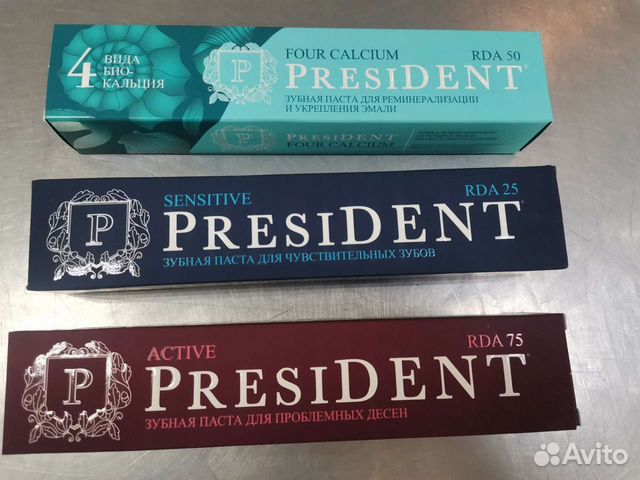 4 ВИДА
БИО-
КАЛЬЦИЯ
P
FOUR CALCIUM RDA 50
PRESIDENT®
ЗУБНАЯ ПАСТА ДЛЯ РЕМИНЕРАЛИЗАЦИИ
И УКРЕПЛЕНИЯ ЭМАЛИ
P
PRESIDENT
FOUR CALCIUM
SENSITIVE RDA 25
P
PRESIDENT®
ЗУБНАЯ ПАСТА ДЛЯ ЧУВСТВИТЕЛЬНЫХ ЗУБОВ
ACTIVE RDA 75
P
PRESIDENT®
ЗУБНАЯ ПАСТА ДЛЯ ПРОБЛЕМНЫХ ДЕСЕН
Avito